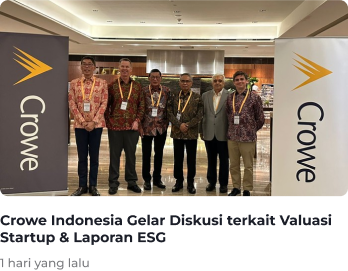 Crowe
Crowe
Crowe Indonesia Gelar Diskusi terkait Valuasi
Startup & Laporan ESG
1 hari yang lalu